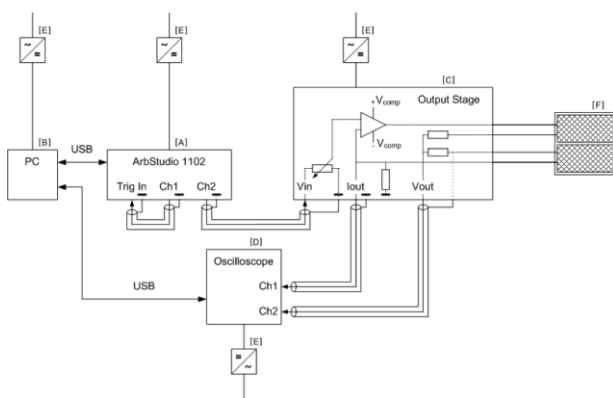 [E]
[E]
[E]
~
=
~
=
~
=
[C]
Output Stage
[F]
+Vcomp
-Vcomp
[B]
PC
USB
[A]
ArbStudio 1102
Trig In
Ch1
Ch2
Vin
Iout
Vout
[D]
Oscilloscope
Ch1
Ch2
USB
[E]
=
~